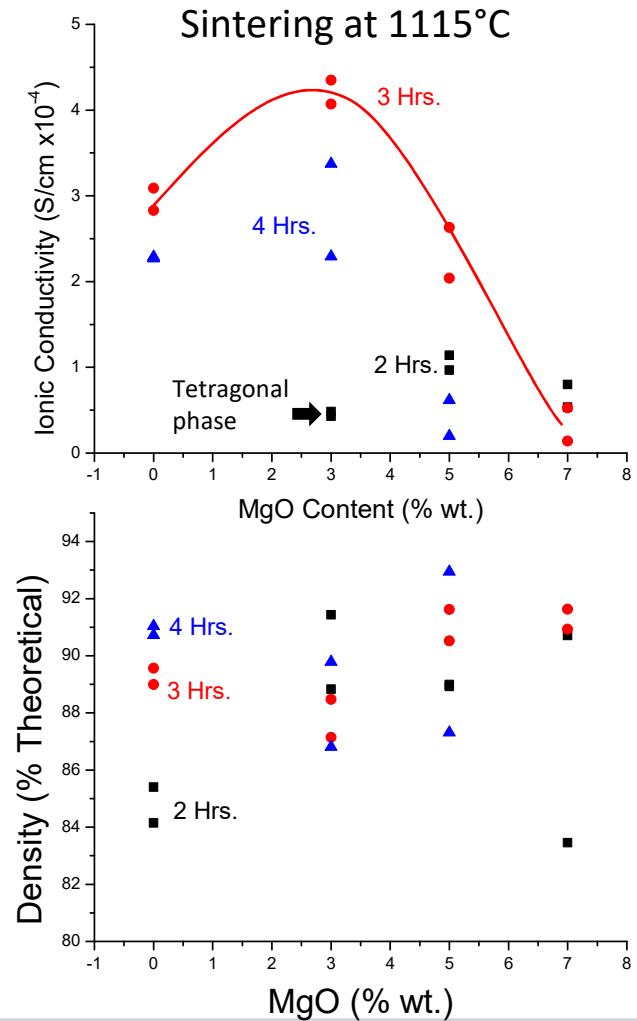 Sintering at 1115°C
Ionic Conductivity (S/cm x10-4)
5
4
3
2
1
0
3 Hrs.
4 Hrs.
2 Hrs.
Tetragonal
phase
-1 0 1 2 3 4 5 6 7 8
MgO Content (% wt.)
Density (% Theoretical)
94
92
90
88
86
84
82
80
4 Hrs.
3 Hrs.
2 Hrs.
-1 0 1 2 3 4 5 6 7 8
MgO (% wt.)